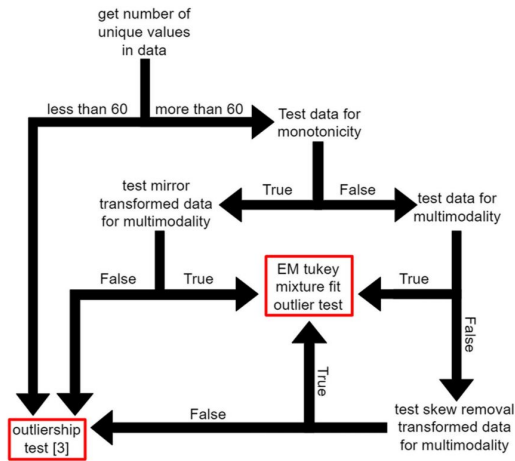 get number of
unique values
in data
less than 60
more than 60
Test data for
monotonicity
True
False
test mirror
transformed data
for multimodality
test data for
multimodality
False
True
EM tukey
mixture fit
outlier test
True
False
True
False
outliership
test [3]
test skew removal
transformed data
for multimodality